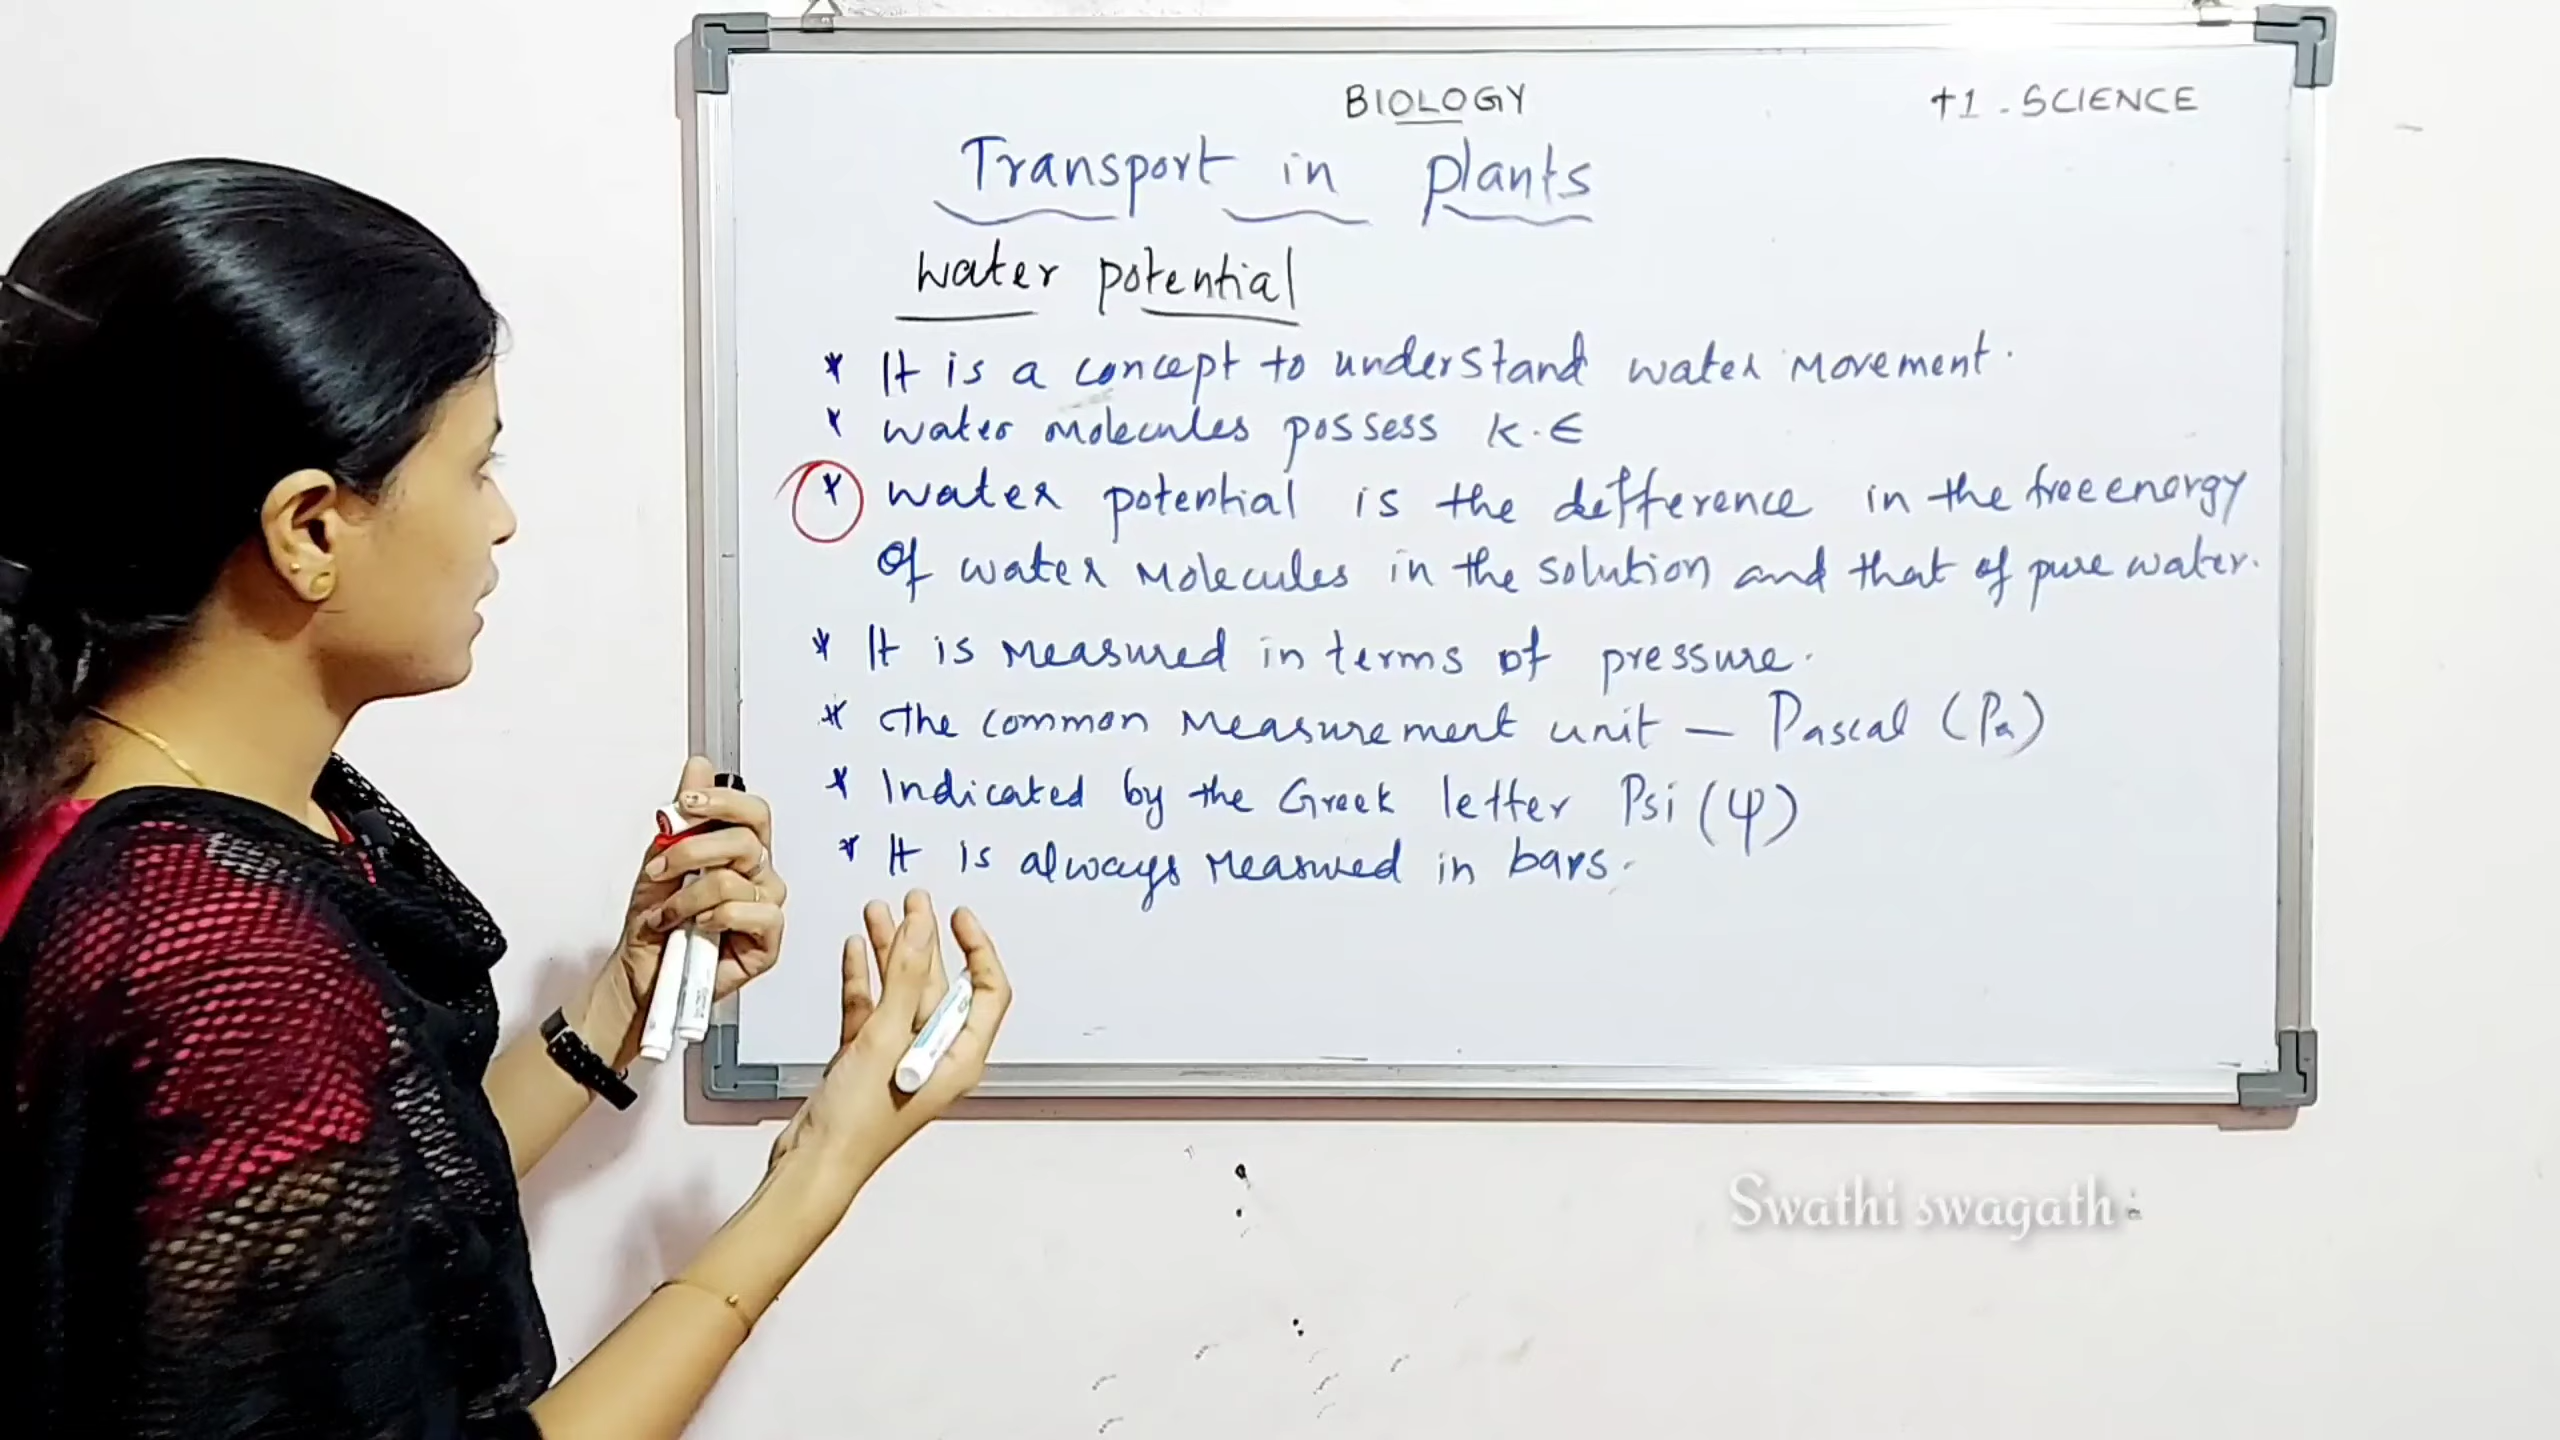 BIOLOGY
+1 - SCIENCE
Transport in plants
water potential
* It is a concept to understand water movement.
* water molecules possess K.E
* water potential is the defference in the free energy
of water molecules in the solution and that of pure water.
* It is measured in terms of pressure.
* The common measurement unit - Pascal (Pa)
* Indicated by the Greek letter Psi (Ψ)
* It is always measured in bars.
Swathi swagath